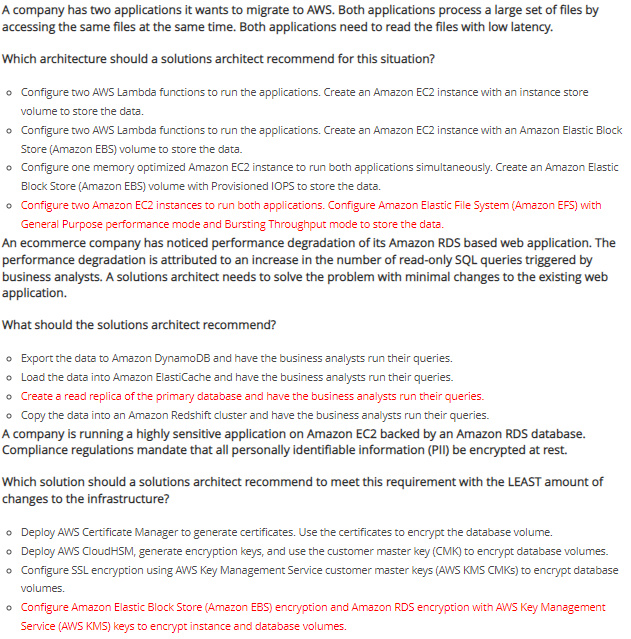 A company has two applications it wants to migrate to AWS. Both applications process a large set of files by
accessing the same files at the same time. Both applications need to read the files with low latency.
Which architecture should a solutions architect recommend for this situation?
Configure two AWS Lambda functions to run the applications. Create an Amazon EC2 instance with an instance store
volume to store the data.
Configure two AWS Lambda functions to run the applications. Create an Amazon EC2 instance with an Amazon Elastic Block
Store (Amazon EBS) volume to store the data.
Configure one memory optimized Amazon EC2 instance to run both applications simultaneously. Create an Amazon Elastic
Block Store (Amazon EBS) volume with Provisioned IOPS to store the data.
Configure two Amazon EC2 instances to run both applications. Configure Amazon Elastic File System (Amazon EFS) with
General Purpose performance mode and Bursting Throughput mode to store the data.
An ecommerce company has noticed performance degradation of its Amazon RDS based web application. The
performance degradation is attributed to an increase in the number of read-only SQL queries triggered by
business analysts. A solutions architect needs to solve the problem with minimal changes to the existing web
application.
What should the solutions architect recommend?
Export the data to Amazon DynamoDB and have the business analysts run their queries.
Load the data into Amazon ElastiCache and have the business analysts run their queries.
Create a read replica of the primary database and have the business analysts run their queries.
Copy the data into an Amazon Redshift cluster and have the business analysts run their queries.
A company is running a highly sensitive application on Amazon EC2 backed by an Amazon RDS database.
Compliance regulations mandate that all personally identifiable information (PII) be encrypted at rest.
Which solution should a solutions architect recommend to meet this requirement with the LEAST amount of
changes to the infrastructure?
Deploy AWS Certificate Manager to generate certificates. Use the certificates to encrypt the database volume.
Deploy AWS CloudHSM, generate encryption keys, and use the customer master key (CMK) to encrypt database volumes.
Configure SSL encryption using AWS Key Management Service customer master keys (AWS KMS CMKs) to encrypt database
volumes.
Configure Amazon Elastic Block Store (Amazon EBS) encryption and Amazon RDS encryption with AWS Key Management
Service (AWS KMS) keys to encrypt instance and database volumes.